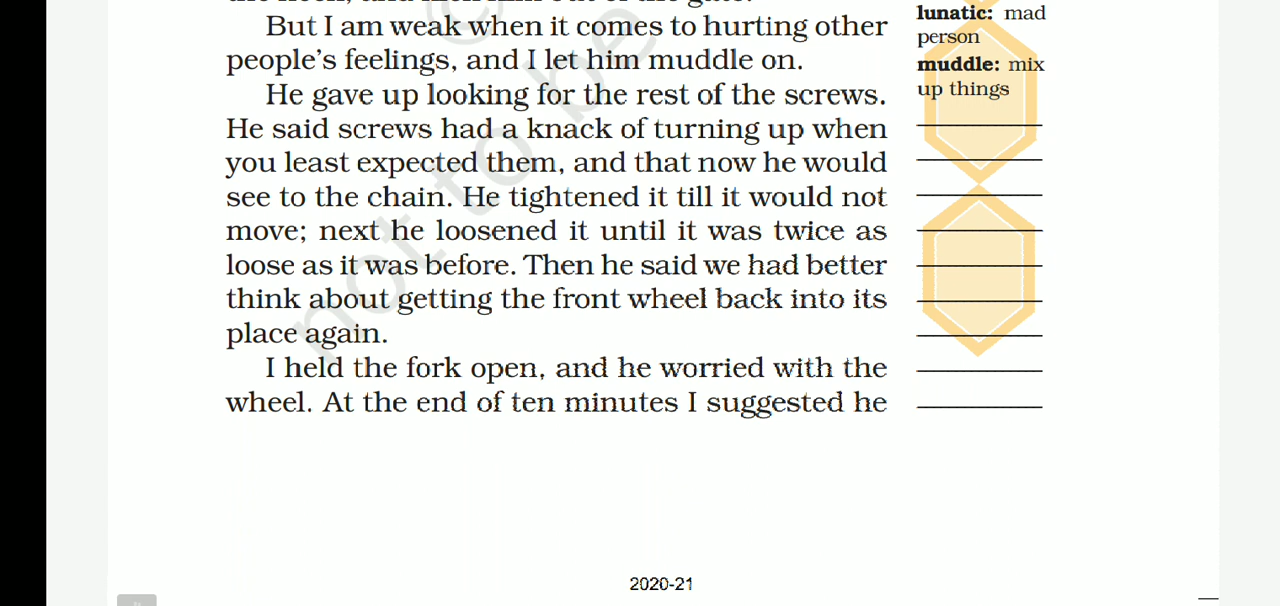 But I am weak when it comes to hurting other
people's feelings, and I let him muddle on.
He gave up looking for the rest of the screws.
He said screws had a knack of turning up when
you least expected them, and that now he would
see to the chain. He tightened it till it would not
move; next he loosened it until it was twice as
loose as it was before. Then he said we had better
think about getting the front wheel back into its
place again.
I held the fork open, and he worried with the
wheel. At the end of ten minutes I suggested he
lunatic: mad
person
muddle: mix
up things
© not to be
2020-21